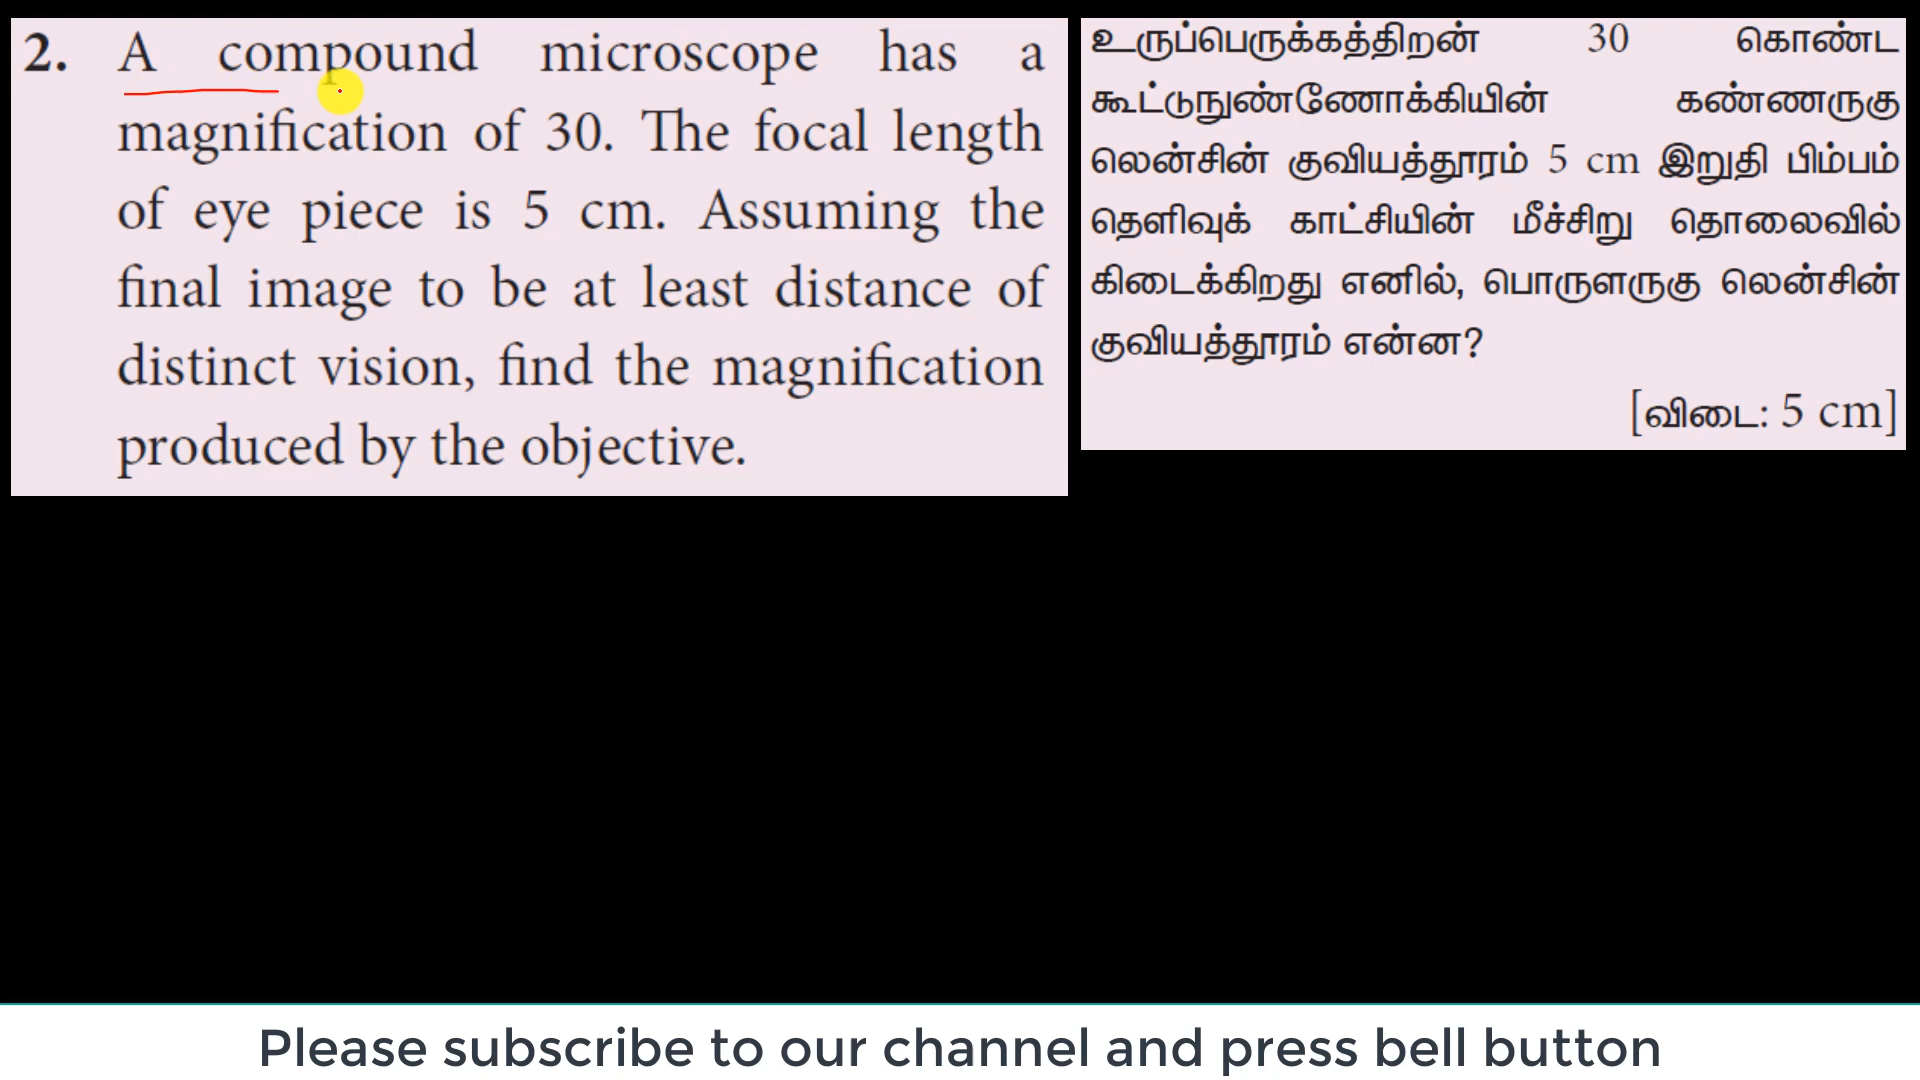 2. A compound microscope has a
magnification of 30. The focal length
of eye piece is 5 cm. Assuming the
final image to be at least distance of
distinct vision, find the magnification
produced by the objective.
உருப்பெருக்கத்திறன் 30 கொண்ட
கூட்டுநுண்ணோக்கியின் கண்ணருகு
லென்சின் குவியத்தூரம் 5 cm இறுதி பிம்பம்
தெளிவுக் காட்சியின் மீச்சிறு தொலைவில்
கிடைக்கிறது எனில், பொருளருகு லென்சின்
குவியத்தூரம் என்ன?
[விடை: 5 cm]
Please subscribe to our channel and press bell button